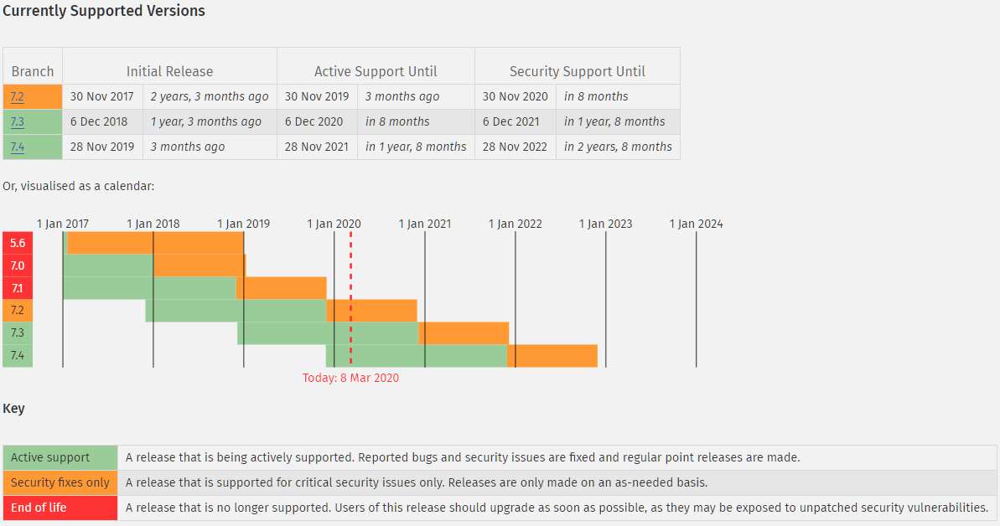 Currently Supported Versions
Branch Initial Release Active Support Until Security Support Until
7.2 30 Nov 2017 2 years, 3 months ago 30 Nov 2019 3 months ago 30 Nov 2020 in 8 months
7.3 6 Dec 2018 1 year, 3 months ago 6 Dec 2020 in 8 months 6 Dec 2021 in 1 year, 8 months
7.4 28 Nov 2019 3 months ago 28 Nov 2021 in 1 year, 8 months 28 Nov 2022 in 2 years, 8 months
Or, visualised as a calendar:
1 Jan 2017 1 Jan 2018 1 Jan 2019 1 Jan 2020 1 Jan 2021 1 Jan 2022 1 Jan 2023 1 Jan 2024
5.6
7.0
7.1
7.2
7.3
7.4
Today: 8 Mar 2020
Key
Active support A release that is being actively supported. Reported bugs and security issues are fixed and regular point releases are made.
Security fixes only A release that is supported for critical security issues only. Releases are only made on an as-needed basis.
End of life A release that is no longer supported. Users of this release should upgrade as soon as possible, as they may be exposed to unpatched security vulnerabilities.